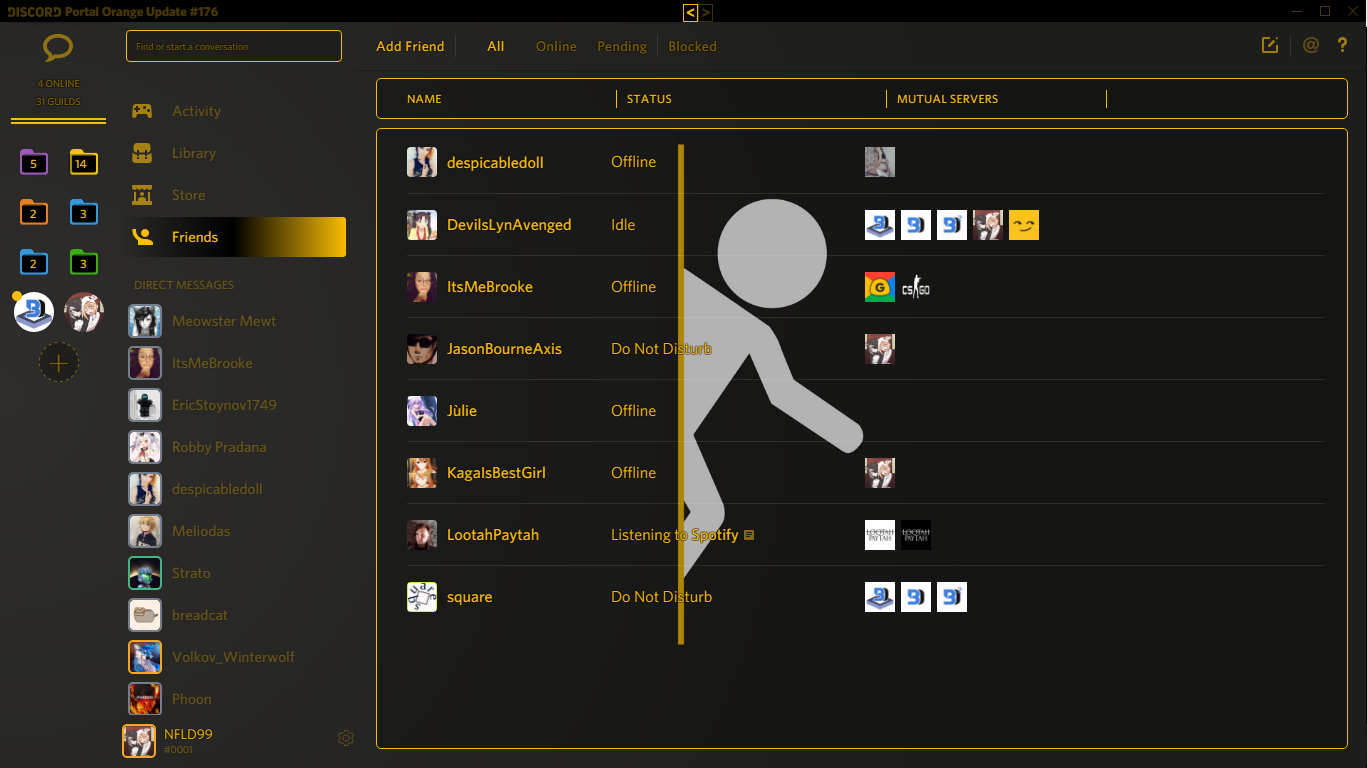 DISCORD Portal Orange Update #176
< >
Find or start a conversation
Add Friend All Online Pending Blocked
@ ?
4 ONLINE
31 GUILDS
NAME STATUS MUTUAL SERVERS
Activity
Library
Store
Friends
5 14
2 3
2 3
DIRECT MESSAGES
Meowster Mewt
ItsMeBrooke
EricStoynov1749
Robby Pradana
despicabledoll
Meliodas
Strato
breadcat
Volkov_Winterwolf
Phoon
NFLD99
#0001
despicabledoll Offline
DevilsLynAvenged Idle
ItsMeBrooke Offline
G CS GO
JasonBourneAxis Do Not Disturb
Jùlie Offline
KagaIsBestGirl Offline
LootahPaytah Listening to Spotify
LOOTAH PAYTAH LOOTAH PAYTAH
square Do Not Disturb
square